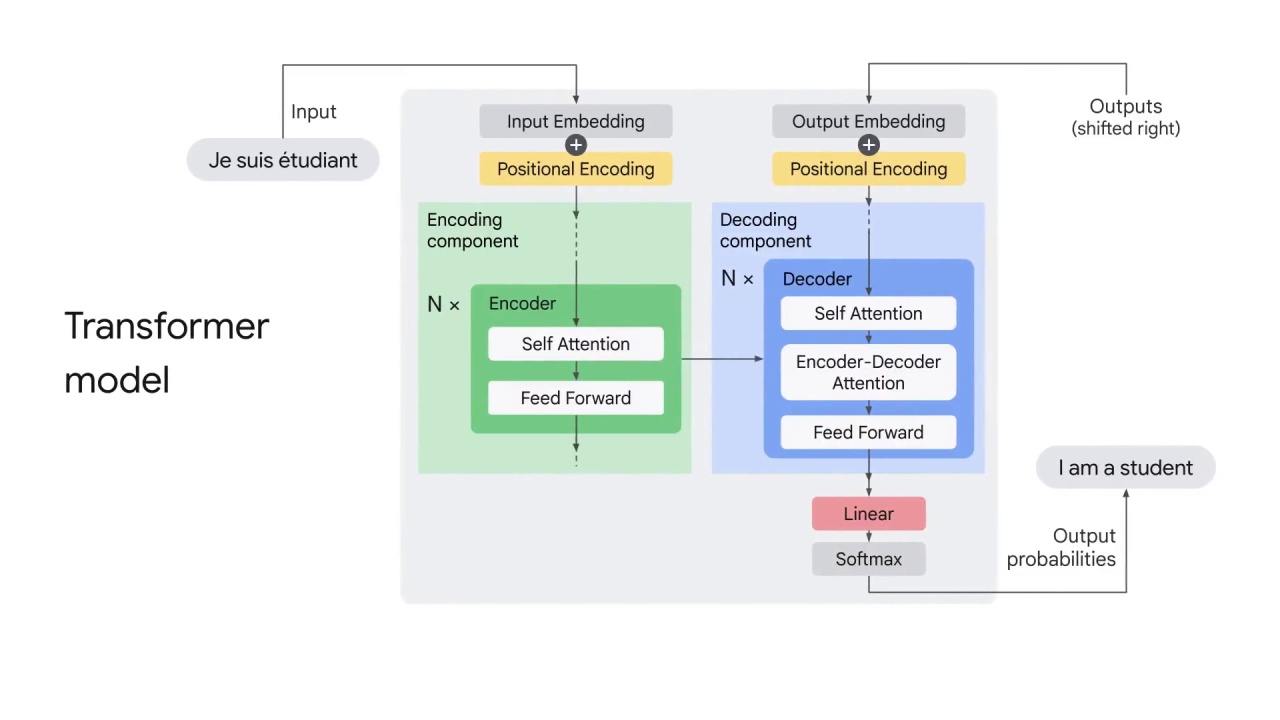 Transformer
model
Input
Je suis étudiant
Input Embedding
+
Positional Encoding
Encoding
component
N ×
Encoder
Self Attention
Feed Forward
Outputs
(shifted right)
Output Embedding
+
Positional Encoding
Decoding
component
N ×
Decoder
Self Attention
Encoder-Decoder
Attention
Feed Forward
Linear
Softmax
Output
probabilities
I am a student